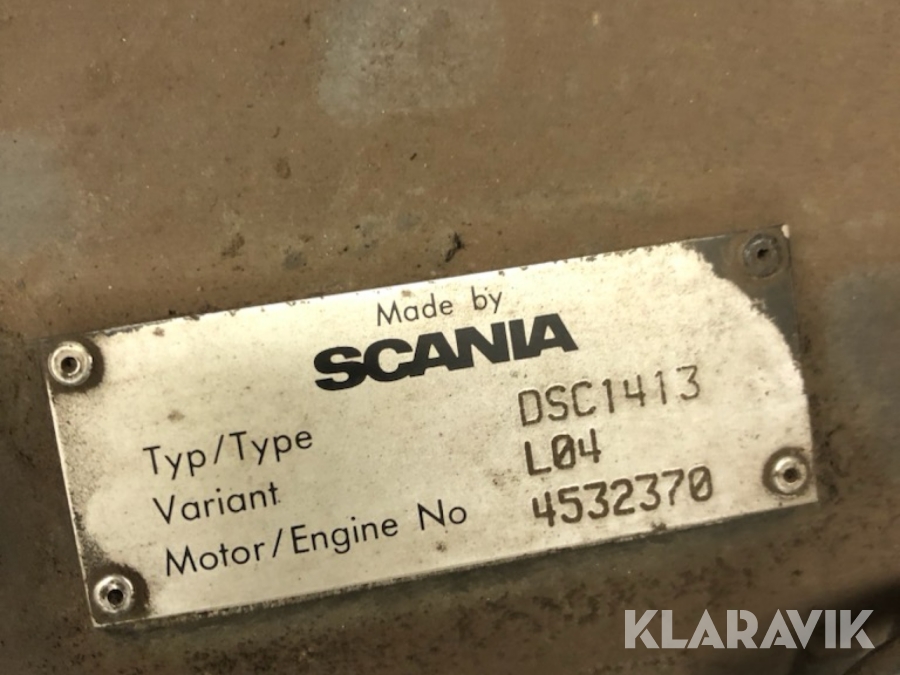 Made by
SCANIA
Typ/Type DSC1413
Variant L04
Motor/Engine No 4532370
KLARAVIK